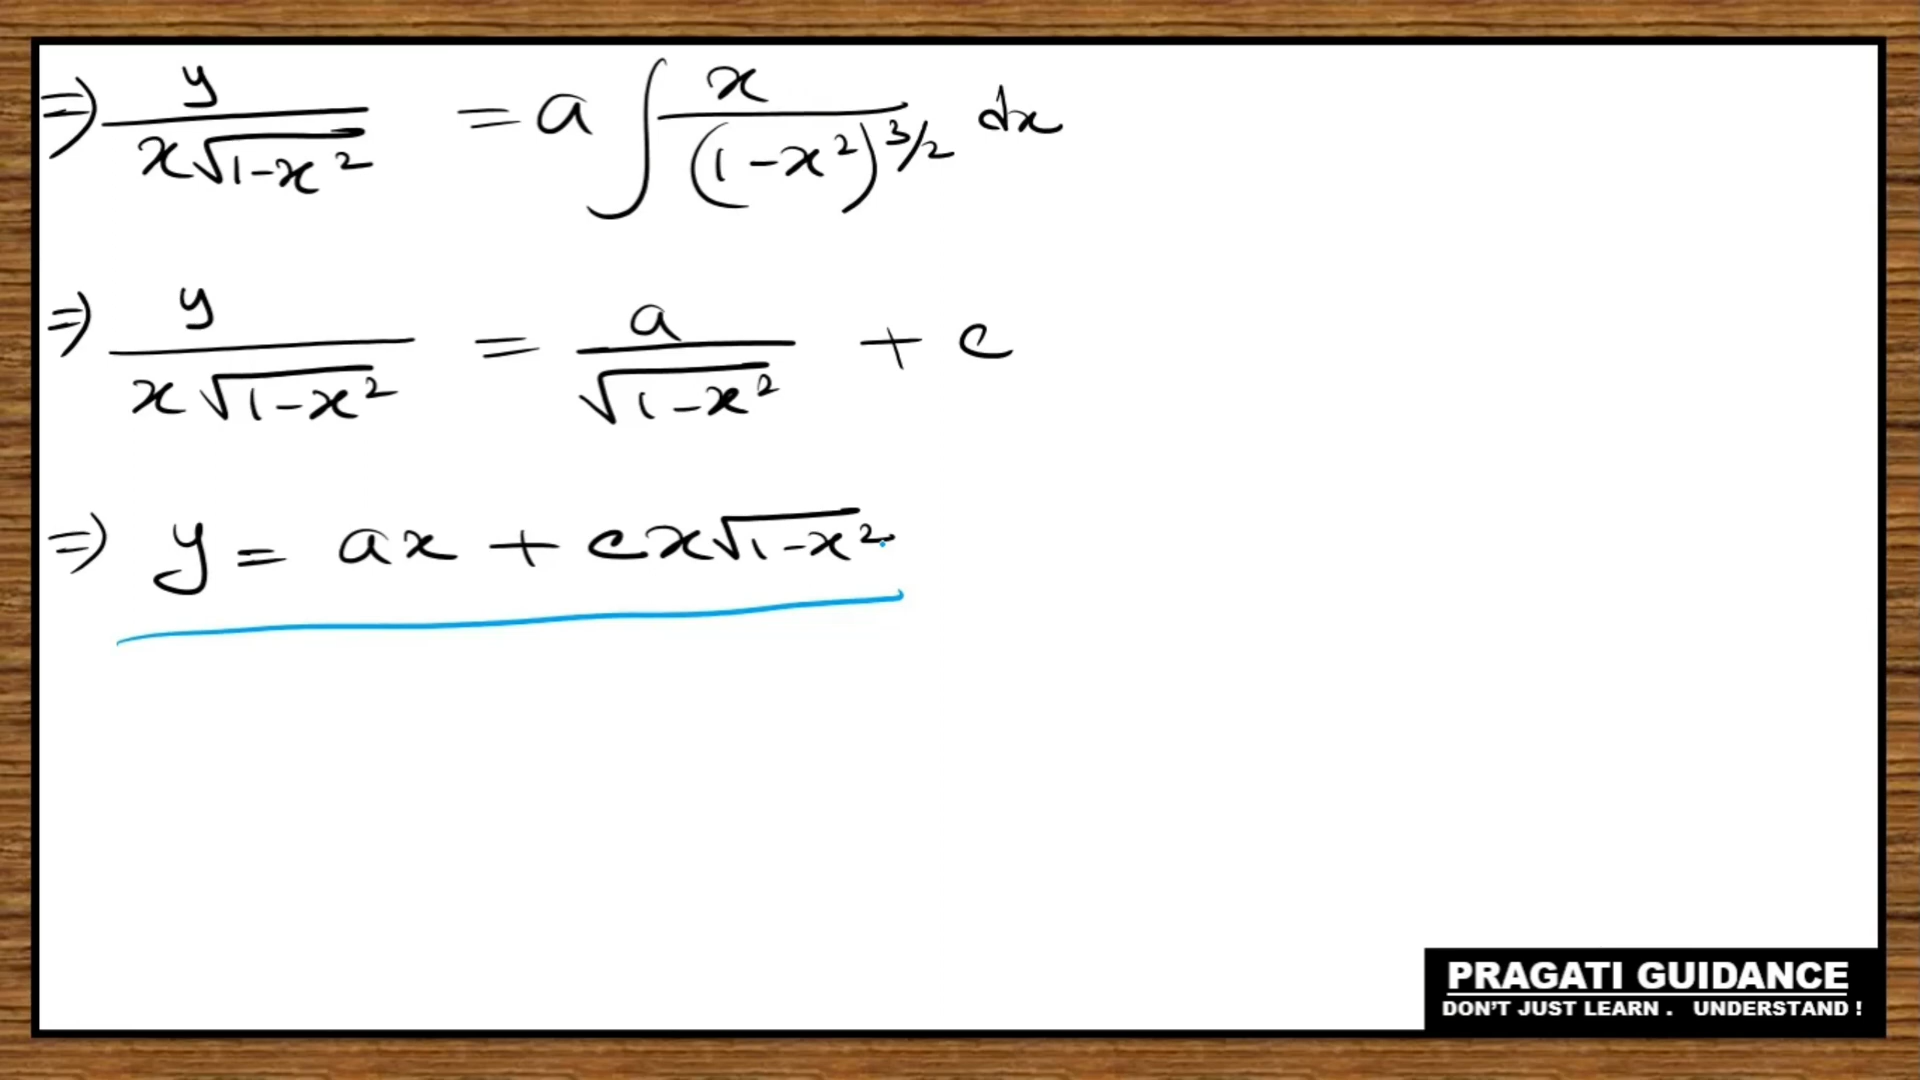 ⇒ y/(x√(1-x²)) = a ∫ x/(1-x²)^(3/2) dx
⇒ y/(x√(1-x²)) = a/√(1-x²) + c
⇒ y = ax + cx√(1-x²)
PRAGATI GUIDANCE
DON'T JUST LEARN . UNDERSTAND !